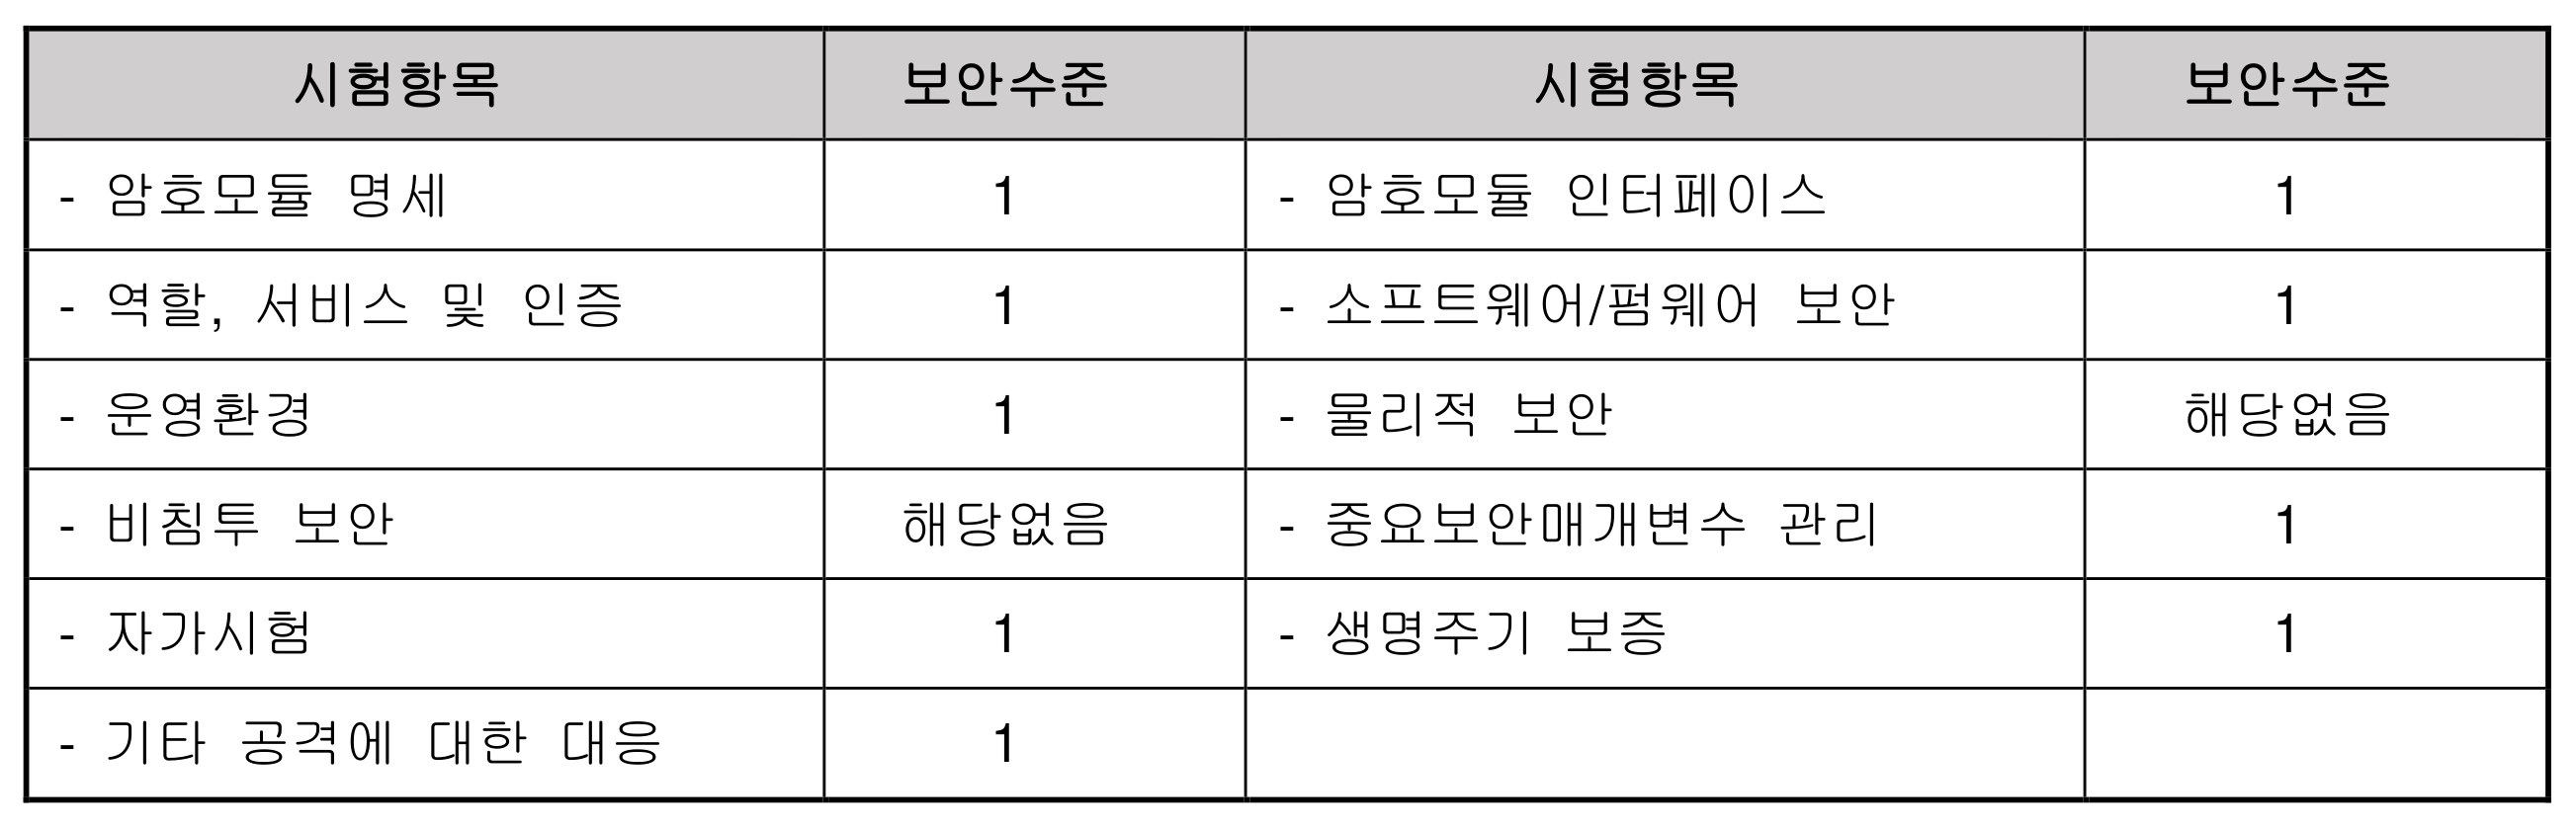 시험항목 보안수준 시험항목 보안수준
- 암호모듈 명세 1 - 암호모듈 인터페이스 1
- 역할, 서비스 및 인증 1 - 소프트웨어/펌웨어 보안 1
- 운영환경 1 - 물리적 보안 해당없음
- 비침투 보안 해당없음 - 중요보안매개변수 관리 1
- 자가시험 1 - 생명주기 보증 1
- 기타 공격에 대한 대응 1